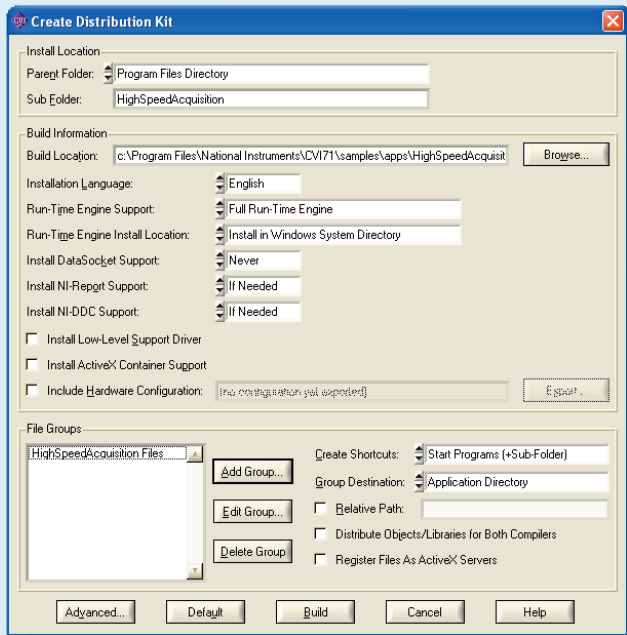 Create Distribution Kit
Install Location
Parent Folder: Program Files Directory
Sub Folder: HighSpeedAcquisition
Build Information
Build Location: c:\Program Files\National Instruments\CVI71\samples\apps\HighSpeedAcquisit Browse...
Installation Language: English
Run-Time Engine Support: Full Run-Time Engine
Run-Time Engine Install Location: Install in Windows System Directory
Install DataSocket Support: Never
Install NI-Report Support: If Needed
Install NI-DDC Support: If Needed
Install Low-Level Support Driver
Install ActiveX Container Support
Include Hardware Configuration: (no configuration yet exported) Export...
File Groups
HighSpeedAcquisition Files
Add Group...
Edit Group...
Delete Group
Create Shortcuts: Start Programs (+Sub-Folder)
Group Destination: Application Directory
Relative Path:
Distribute Objects/Libraries for Both Compilers
Register Files As ActiveX Servers
Advanced... Default Build Cancel Help